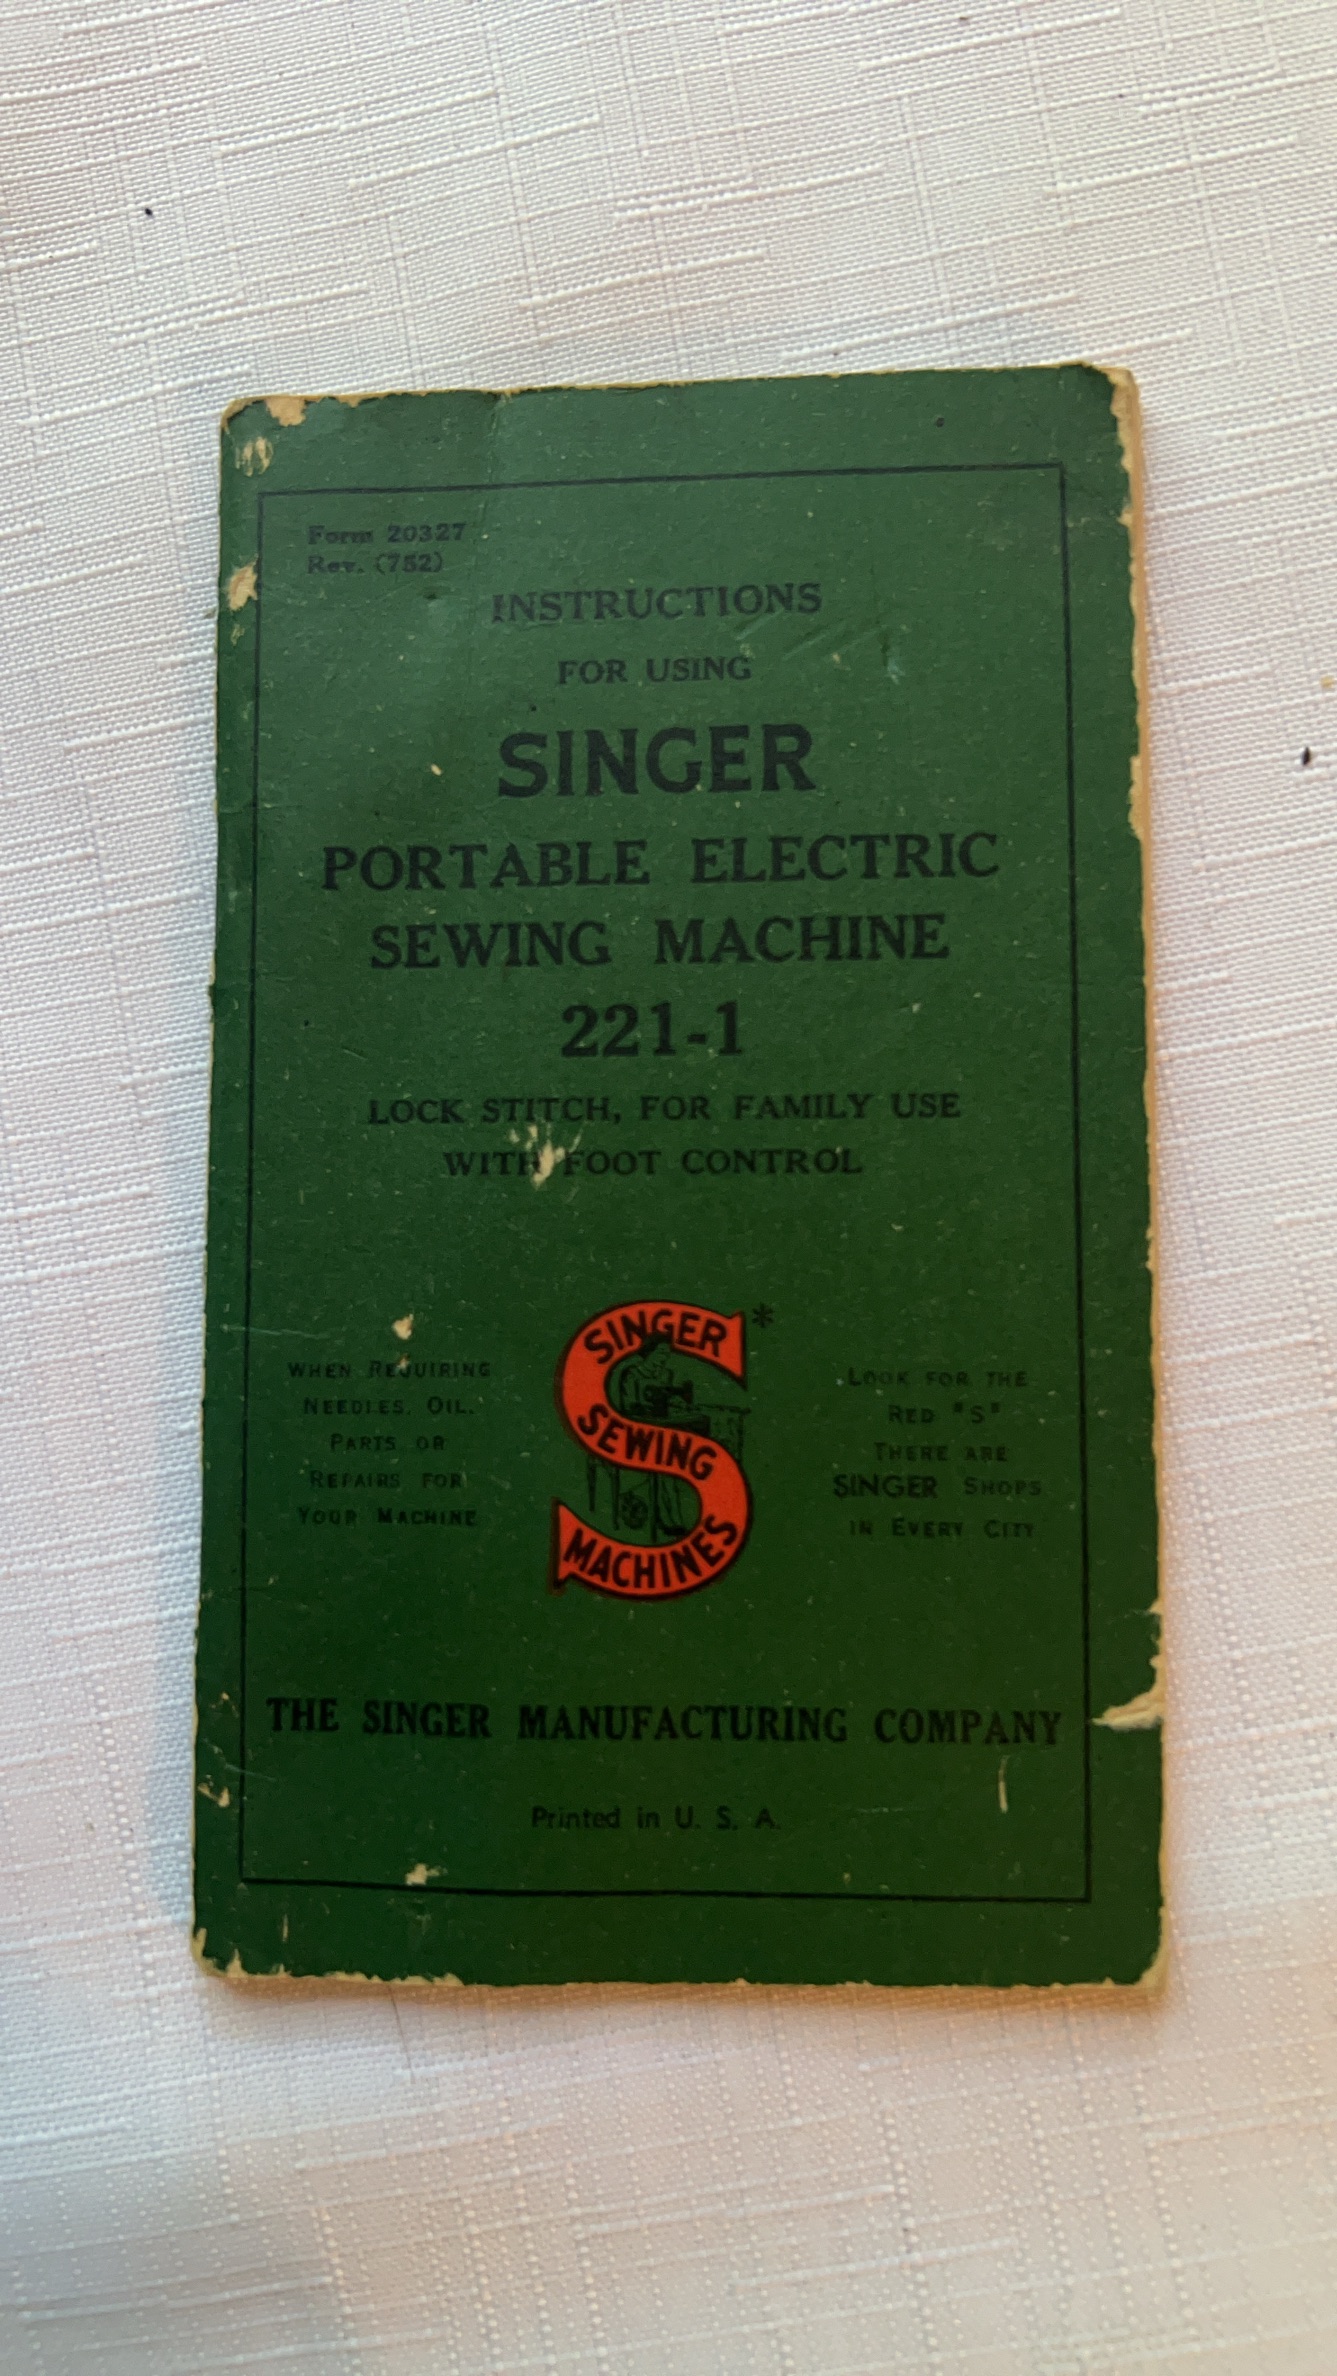 Form 20327
Rev. (752)
INSTRUCTIONS
FOR USING
SINGER
PORTABLE ELECTRIC
SEWING MACHINE
221-1
LOCK STITCH, FOR FAMILY USE
WITH FOOT CONTROL
WHEN REQUIRING
NEEDLES, OIL,
PARTS OR
REPAIRS FOR
YOUR MACHINE
SINGER *
SEWING
MACHINES
LOOK FOR THE
RED "S"
THERE ARE
SINGER SHOPS
IN EVERY CITY
THE SINGER MANUFACTURING COMPANY
Printed in U. S. A.